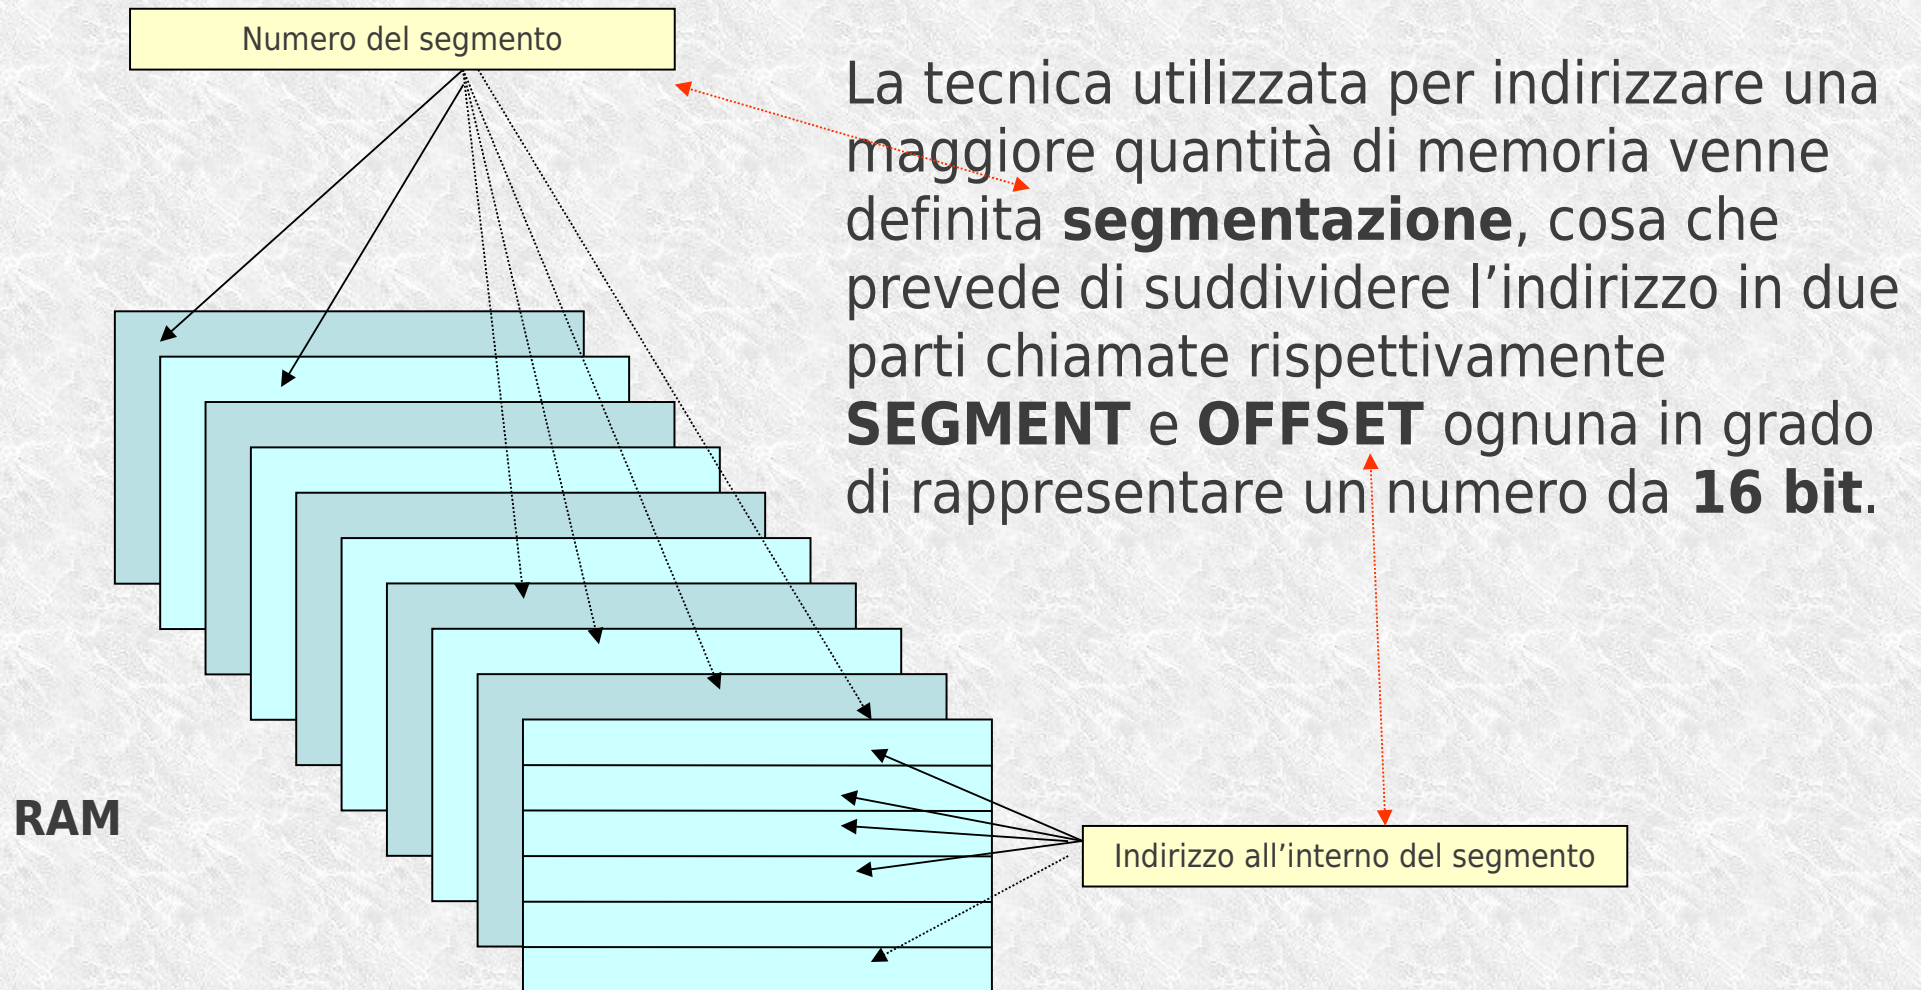 Numero del segmento
La tecnica utilizzata per indirizzare una
maggiore quantità di memoria venne
definita segmentazione, cosa che
prevede di suddividere l’indirizzo in due
parti chiamate rispettivamente
SEGMENT e OFFSET ognuna in grado
di rappresentare un numero da 16 bit.
RAM
Indirizzo all’interno del segmento